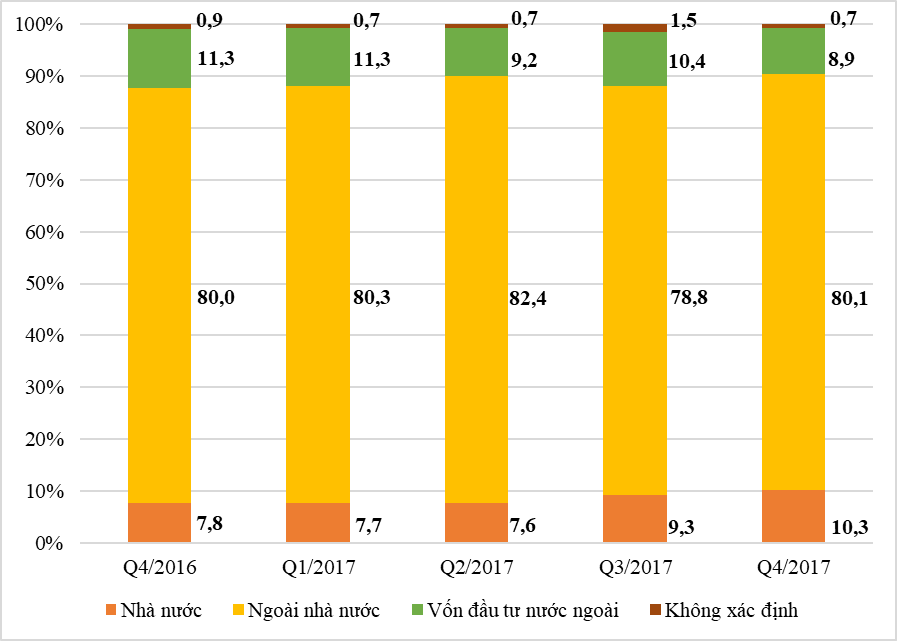 100%
90%
80%
70%
60%
50%
40%
30%
20%
10%
0%
0,9 0,7 0,7 1,5 0,7
11,3 11,3 9,2 10,4 8,9
80,0 80,3 82,4 78,8 80,1
7,8 7,7 7,6 9,3 10,3
Q4/2016 Q1/2017 Q2/2017 Q3/2017 Q4/2017
Nhà nước Ngoài nhà nước Vốn đầu tư nước ngoài Không xác định